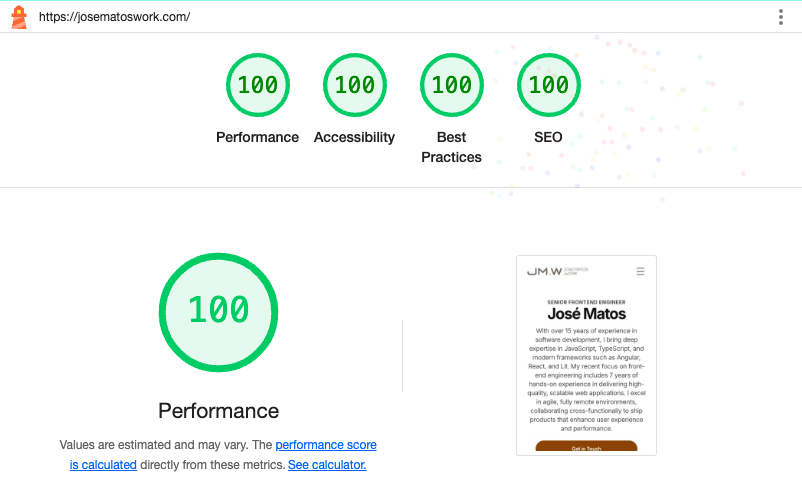 https://josematoswork.com/
100 100 100 100
Performance Accessibility Best Practices SEO
100
Performance
Values are estimated and may vary. The performance score
is calculated directly from these metrics. See calculator.
JM.W JOSE MATOS
SENIOR FRONTEND ENGINEER
José Matos
With over 15 years of experience in
software development, I bring deep
expertise in JavaScript, TypeScript, and
modern frameworks such as Angular,
React, and Lit. My recent focus on front-
end engineering includes 7 years of
hands-on experience in delivering high-
quality, scalable web applications. I excel
in agile, fully remote environments,
collaborating cross-functionally to ship
products that enhance user experience
and performance.
Get in Touch